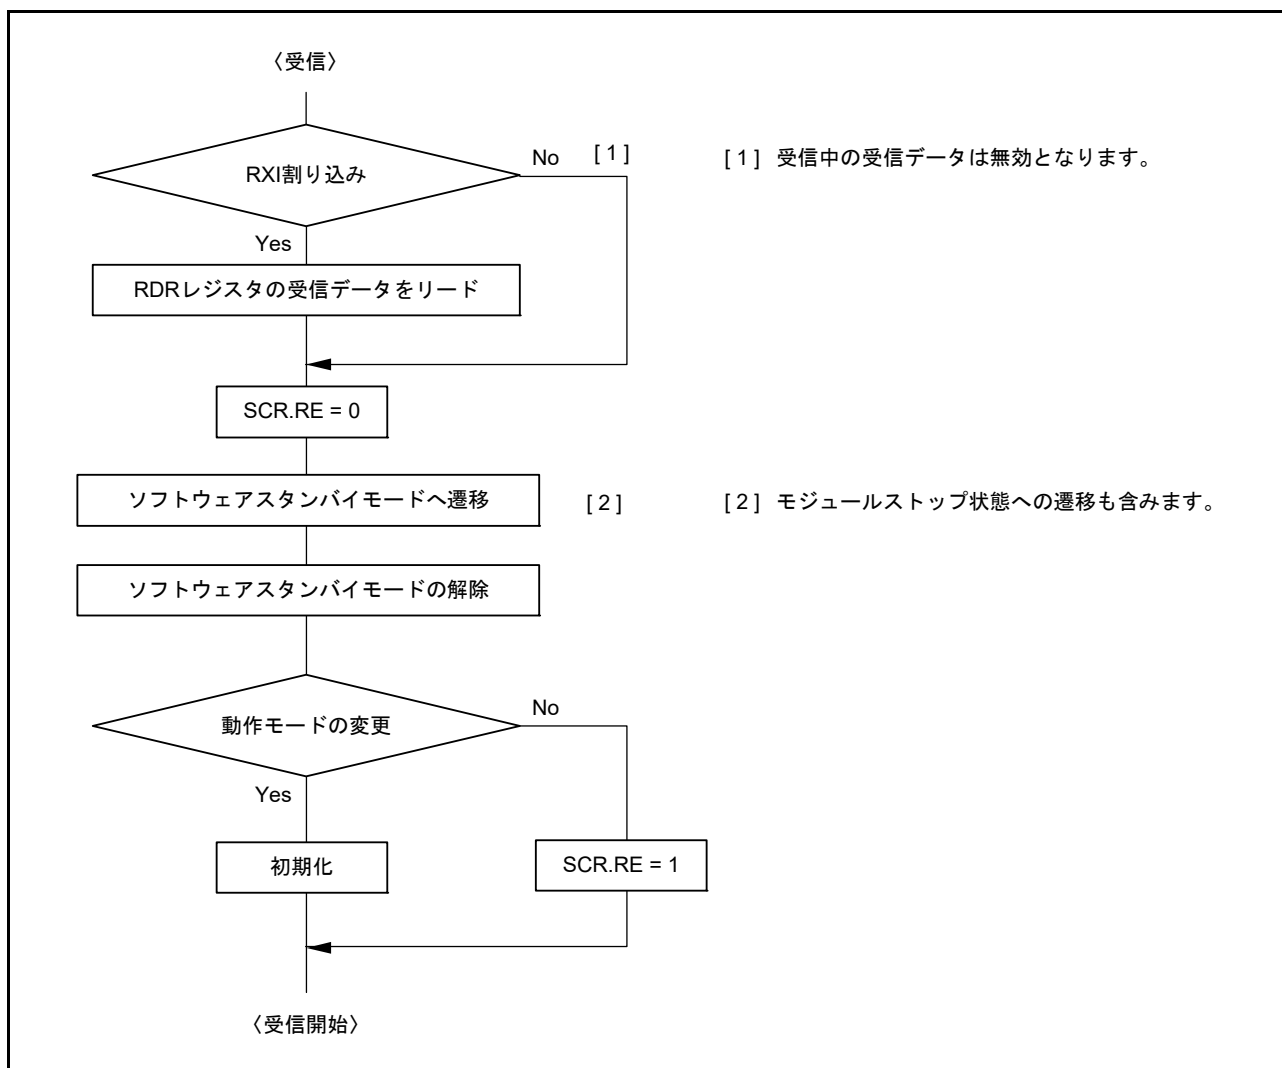 〈受信〉
RXI割り込み
No
[ 1 ]
[ 1 ] 受信中の受信データは無効となります。
Yes
RDRレジスタの受信データをリード
SCR.RE = 0
ソフトウェアスタンバイモードへ遷移
[ 2 ]
[ 2 ] モジュールストップ状態への遷移も含みます。
ソフトウェアスタンバイモードの解除
動作モードの変更
No
Yes
初期化
SCR.RE = 1
〈受信開始〉